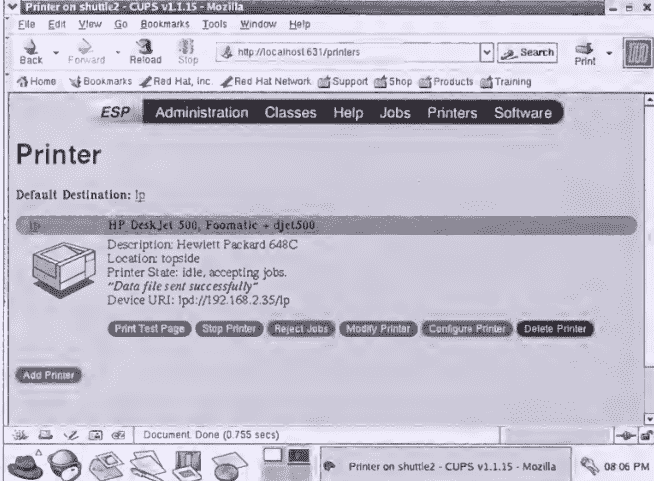 Printer on shuttle2 - CUPS v1.1.15 - Mozilla
File Edit View Go Bookmarks Tools Window Help
Back Forward Reload Stop http://localhost:631/printers Search Print
Home Bookmarks Red Hat, Inc. Red Hat Network Support Shop Products Training
ESP Administration Classes Help Jobs Printers Software
Printer
Default Destination: lp
lp HP DeskJet 500, Foomatic + djet500
Description: Hewlett Packard 648C
Location: topside
Printer State: idle, accepting jobs.
"Data file sent successfully"
Device URI: lpd://192.168.2.35/lp
Print Test Page Stop Printer Reject Jobs Modify Printer Configure Printer Delete Printer
Add Printer
Document: Done (0.755 secs)
Printer on shuttle2 - CUPS v1.1.15 - Mozilla 08:06 PM